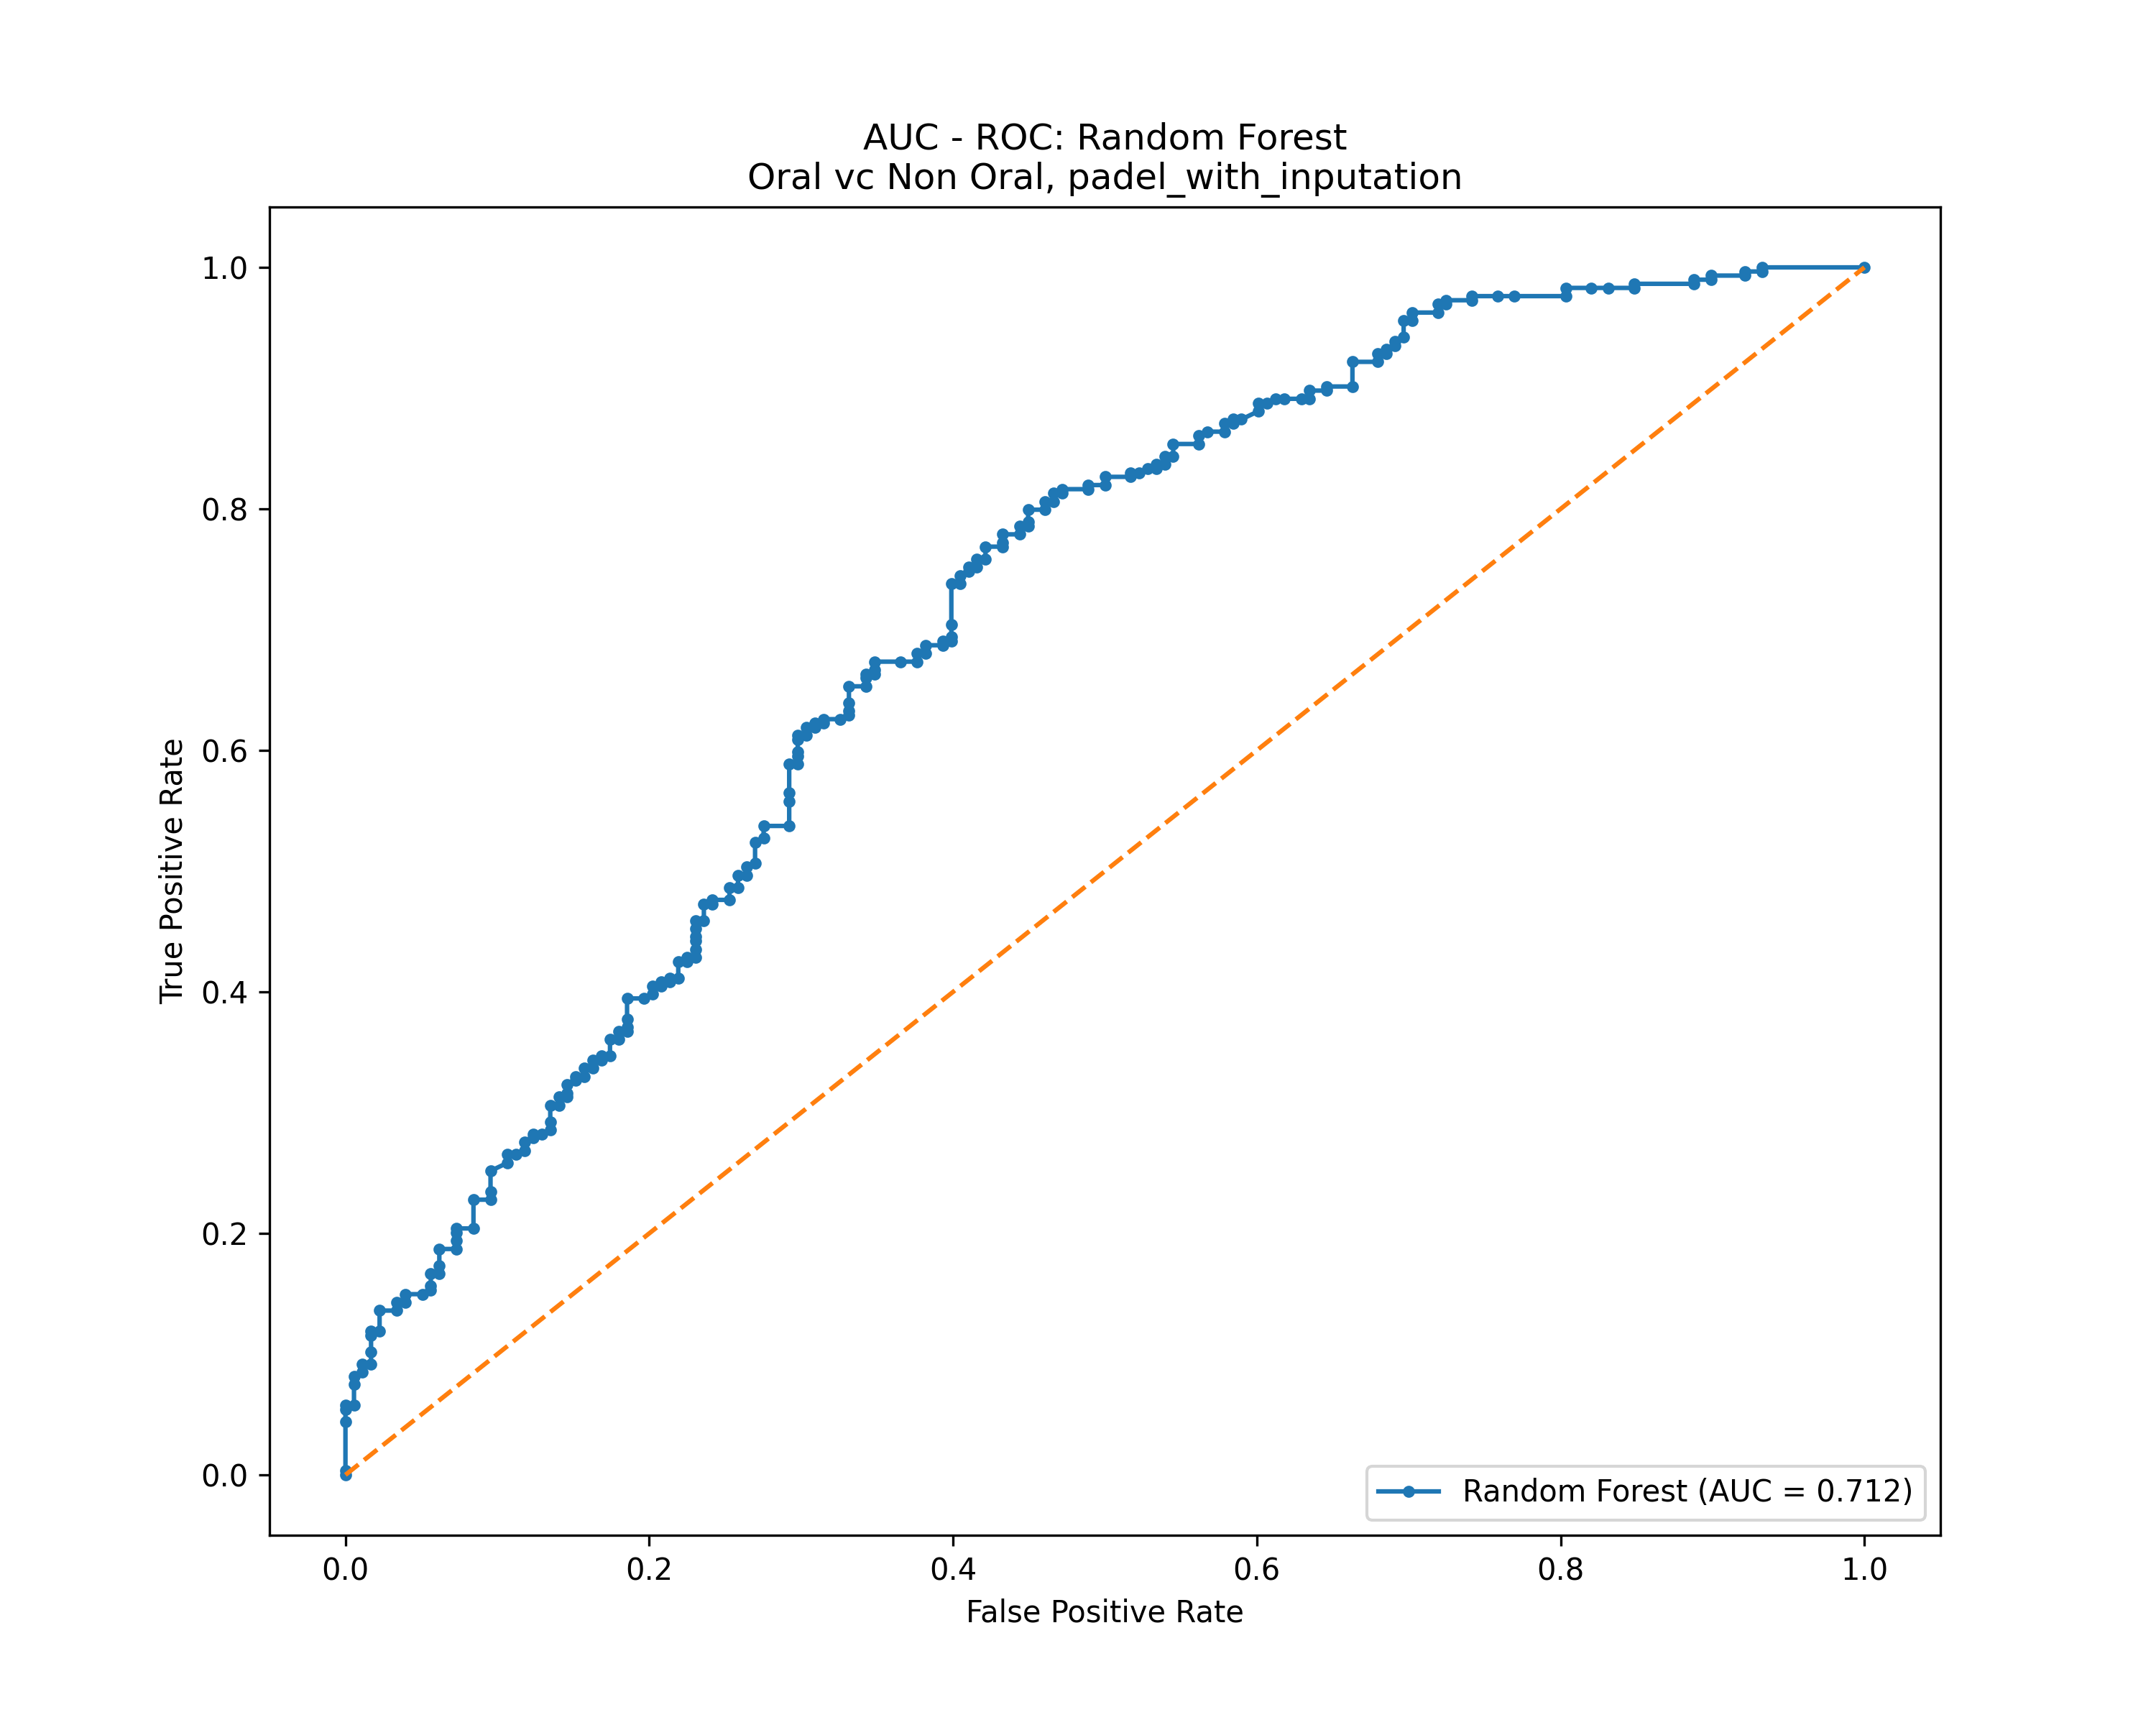 AUC - ROC: Random Forest
Oral vc Non Oral, padel_with_inputation
True Positive Rate
1.0
0.8
0.6
0.4
0.2
0.0
Random Forest (AUC = 0.712)
0.0 0.2 0.4 0.6 0.8 1.0
False Positive Rate